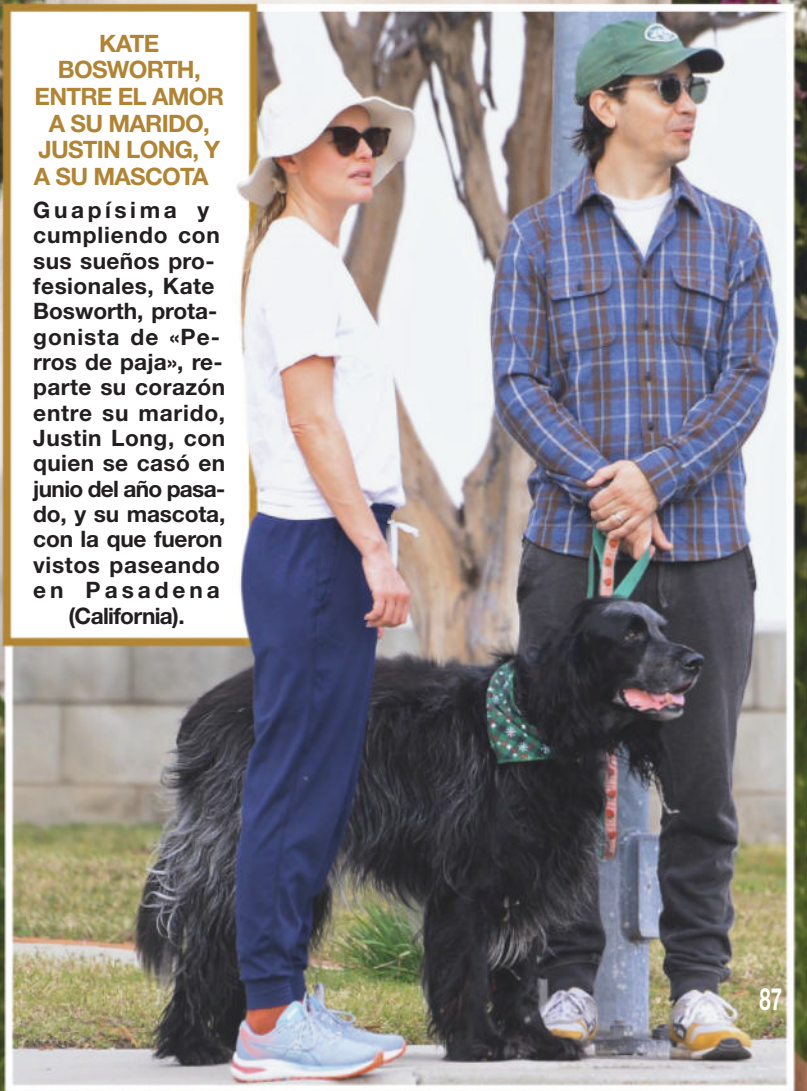 KATE
BOSWORTH,
ENTRE EL AMOR
A SU MARIDO,
JUSTIN LONG, Y
A SU MASCOTA
Guapísima y
cumpliendo con
sus sueños pro-
fesionales, Kate
Bosworth, prota-
gonista de «Pe-
rros de paja», re-
parte su corazón
entre su marido,
Justin Long, con
quien se casó en
junio del año pasa-
do, y su mascota,
con la que fueron
vistos paseando
en Pasadena
(California).
87